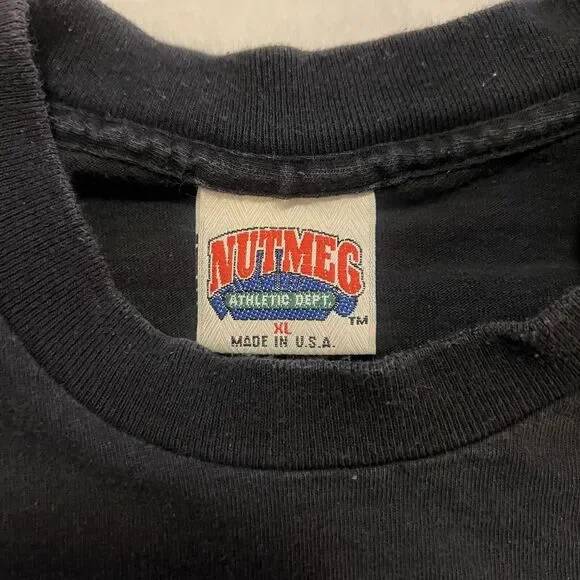 NUTMEG
ATHLETIC DEPT.
TM
XL
MADE IN U.S.A.